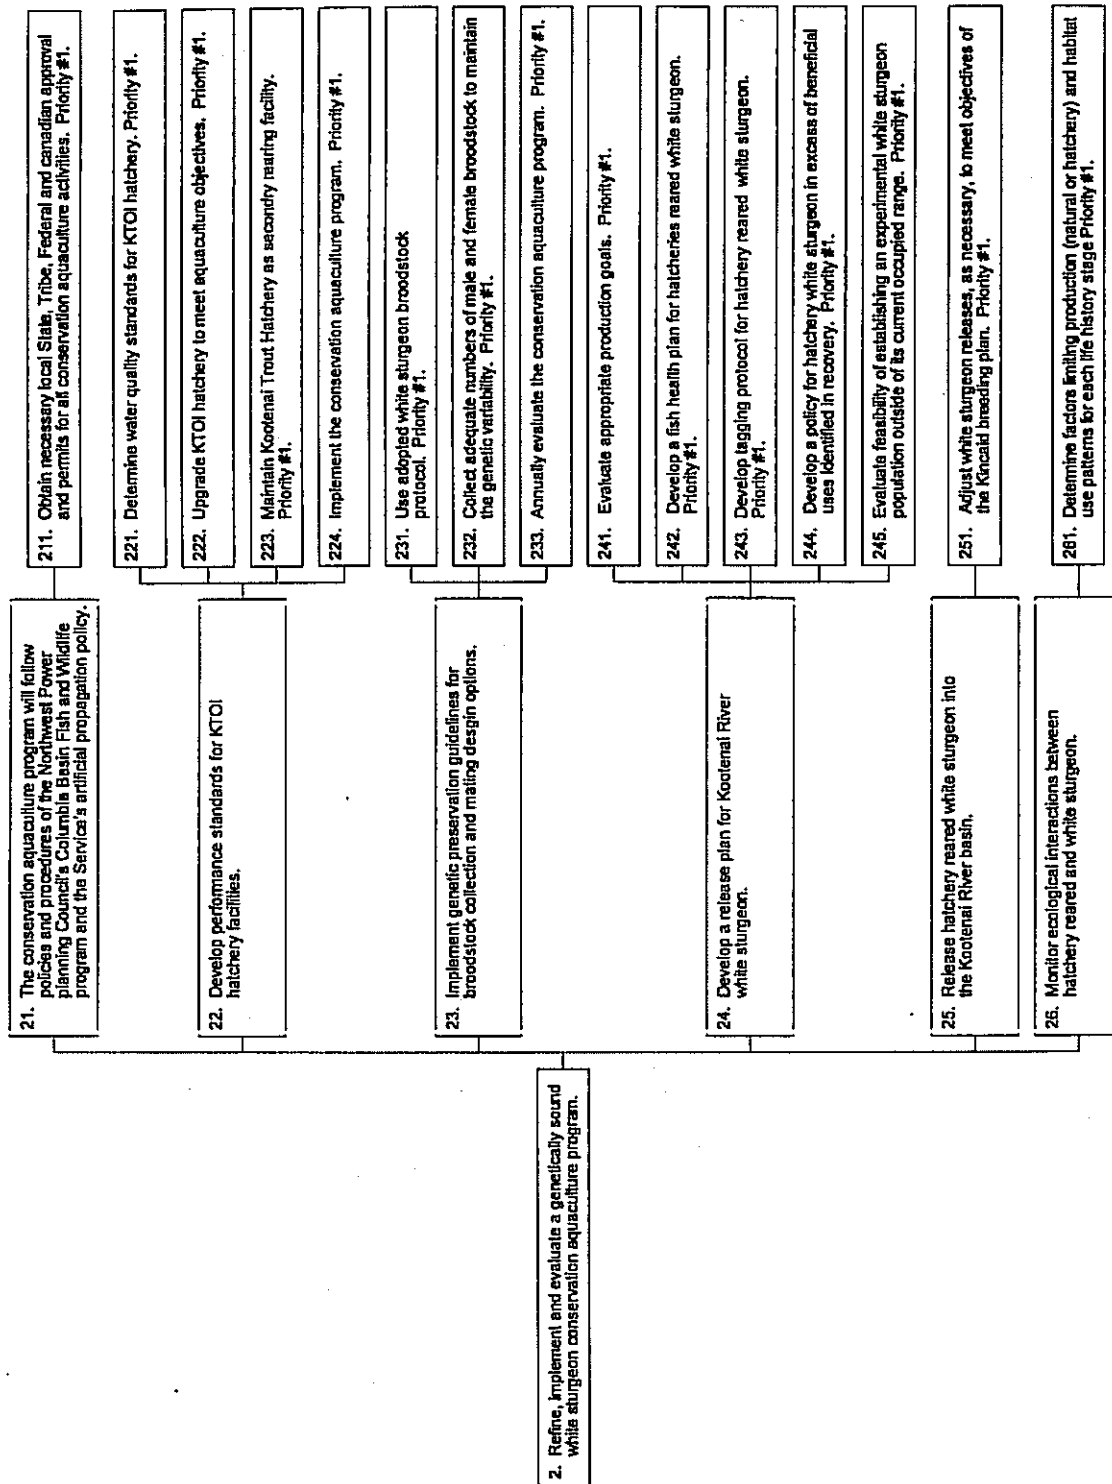 2. Refine, implement and evaluate a genetically sound
white sturgeon conservation aquaculture program.
21. The conservation aquaculture program will follow
policies and procedures of the Northwest Power
planning Council's Columbia Basin Fish and Wildlife
program and the Service's artificial propagation policy.
211. Obtain necessary local State, Tribe, Federal and canadian approval
and permits for all conservation aquaculture activities. Priority #1.
22. Develop performance standards for KTOI
hatchery facilities.
221. Determine water quality standards for KTOI hatchery. Priority #1.
222. Upgrade KTOI hatchery to meet aquaculture objectives. Priority #1.
223. Maintain Kootenai Trout Hatchery as secondry rearing facility.
Priority #1.
224. Implement the conservation aquaculture program. Priority #1.
23. Implement genetic preservation guidelines for
broodstock collection and mating desgin options.
231. Use adopted white sturgeon broodstock
protocol. Priority #1.
232. Collect adequate numbers of male and female broodstock to maintain
the genetic variability. Priority #1.
233. Annually evaluate the conservation aquaculture program. Priority #1.
24. Develop a release plan for Kootenai River
white sturgeon.
241. Evaluate appropriate production goals. Priority #1.
242. Develop a fish health plan for hatcheries reared white sturgeon.
Priority #1.
243. Develop tagging protocol for hatchery reared white sturgeon.
Priority #1.
244. Develop a policy for hatchery white sturgeon in excess of beneficial
uses identified in recovery. Priority #1.
245. Evaluate feasibility of establishing an experimental white sturgeon
population outside of its current occupied range. Priority #1.
25. Release hatchery reared white sturgeon into
the Kootenai River basin.
251. Adjust white sturgeon releases, as necessary, to meet objectives of
the Kincaid breeding plan. Priority #1.
26. Monitor ecological interactions between
hatchery reared and white sturgeon.
261. Determine factors limiting production (natural or hatchery) and habitat
use patterns for each life history stage Priority #1.